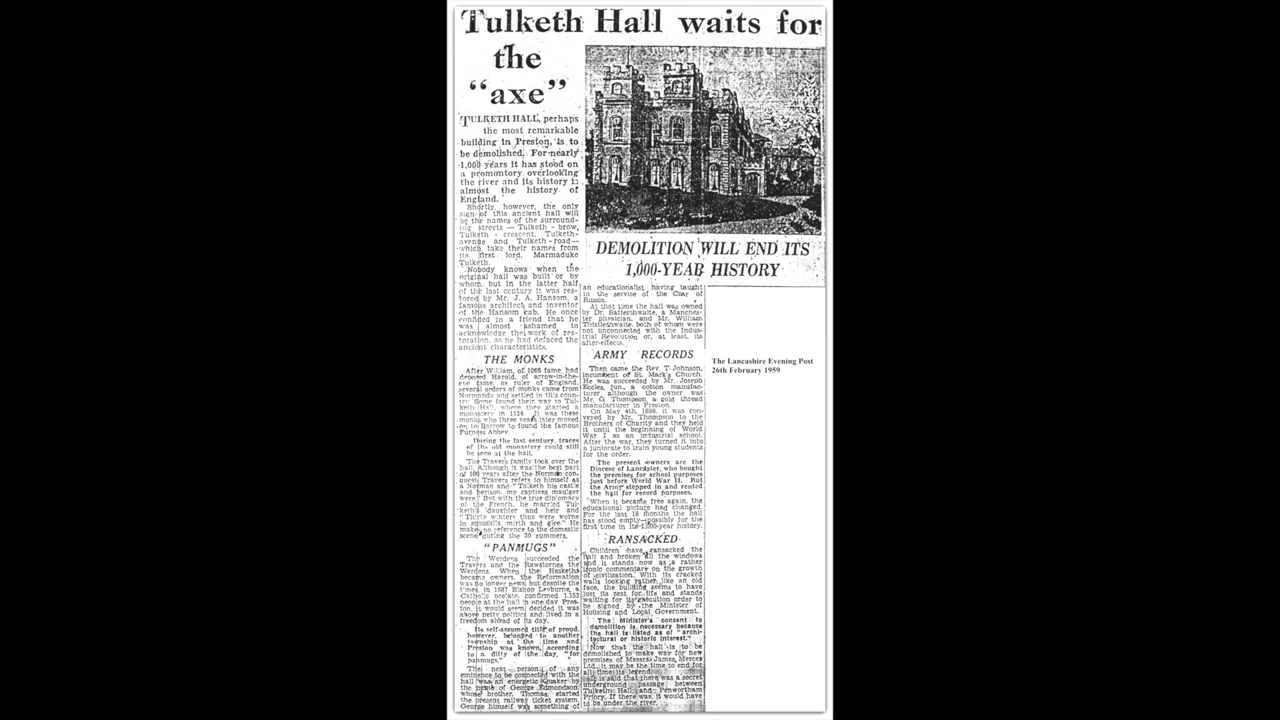 Tulketh Hall waits for
the
“axe”
TULKETH HALL, perhaps
the most remarkable
building in Preston, is to
be demolished. For nearly
1,000 years it has stood on
a promontory overlooking
the river and its history is
almost the history of
England.
Shortly, however, the only
sign of this ancient hall will
be the names of the surround-
ing streets — Tulketh - brow,
Tulketh - crescent, Tulketh-
avenue and Tulketh - road—
which take their names from
its first lord, Marmaduke
Tulketh.
Nobody knows when the
original hall was built or by
whom, but in the latter half
of the last century it was res-
tored by Mr. J. A. Hansom, a
famous architect and inventor
of the Hansom cab. He once
confided in a friend that he
was almost ashamed to
acknowledge the work of res-
toration, as he had defaced the
ancient characteristics.
THE MONKS
After William, of 1066 fame, had
deposed Harold, of arrow-in-the-
eye fame, as ruler of England,
several orders of monks came from
Normandy and settled in this coun-
try. Some found their way to Tul-
keth Hall, where they started a
monastery in 1124. It was these
monks who three years later moved
on to Barrow to found the famous
Furness Abbey.
During the last century, traces
of the old monastery could still
be seen at the hall.
The Travers family took over the
hall. Although it was the best part
of 100 years after the Norman con-
quest Travers refers to himself as
a Norman and “ Tolketh his castle
and herison, my captives maulger
were.” But with the true diplomacy
of the French, he married Tul-
keth's daughter and heir and
“ Thirty winters thus were worne
in spousalls, mirth and glee.” He
makes no reference to the domestic
scene during the 30 summers.
“PANMUGS”
The Werdens succeeded the
Travers and the Rawstornes the
Werdens. When the Heskeths
became owners, the Reformation
was no longer news but despite the
times, in 1687 Bishop Leyburne, a
Catholic prelate, confirmed 1,153
people at the hall in one day. Pres-
ton, it would seem, decided it was
above petty politics and lived in a
freedom ahead of its day.
Its self-assumed title of proud,
however, belonged to another
township at the time and
Preston was known, according
to a ditty of the day, “for
panmugs.”
The next person of any
eminence to be connected with the
hall was an energetic Quaker by
the name of George Edmondson,
whose brother, Thomas, started
the present railway ticket system.
George himself was something of
DEMOLITION WILL END ITS
1,000-YEAR HISTORY
an educationalist, having taught
in the service of the Czar of
Russia.
At that time the hall was owned
by Dr. Satterthwaite, a Manches-
ter physician, and Mr. William
Thistlethwaite, both of whom were
not unconnected with the Indus-
trial Revolution or, at least, its
after-effects.
ARMY RECORDS
Then came the Rev. T. Johnson,
incumbent of St. Mark's Church.
He was succeeded by Mr. Joseph
Eccles, jun., a cotton manufac-
turer, although the owner was
Mr. G. Thompson, a gold thread
manufacturer in Preston.
On May 4th, 1898, it was con-
veyed by Mr. Thompson to the
Brothers of Charity and they held
it until the beginning of World
War I as an industrial school.
After the war, they turned it into
a juniorate to train young students
for the order.
The present owners are the
Diocese of Lancaster, who bought
the premises for school purposes
just before World War II. But
the Army stepped in and rented
the hall for record purposes.
When it became free again, the
educational picture had changed.
For the last 18 months the hall
has stood empty—possibly for the
first time in its 1,000-year history.
RANSACKED
Children have ransacked the
hall and broken all the windows
and is stands now as a rather
ironic commentary on the growth
of civilisation. With its cracked
walls looking rather like an old
face, the building seems to have
lost its zest for life and stands
waiting for its execution order to
be signed by the Minister of
Housing and Local Government.
The Minister's consent to
demolition is necessary because
the hall is listed as of “ archi-
tectural or historic interest.”
Now that the hall is to be
demolished to make way for new
premises of Messrs James Mercer
Ltd., it may be the time to end for
all time its legend.
It is said that there was a secret
underground passage between
Tulketh Hall and Penwortham
Priory. If there was, it would have
to be under the river.
The Lancashire Evening Post
26th February 1959